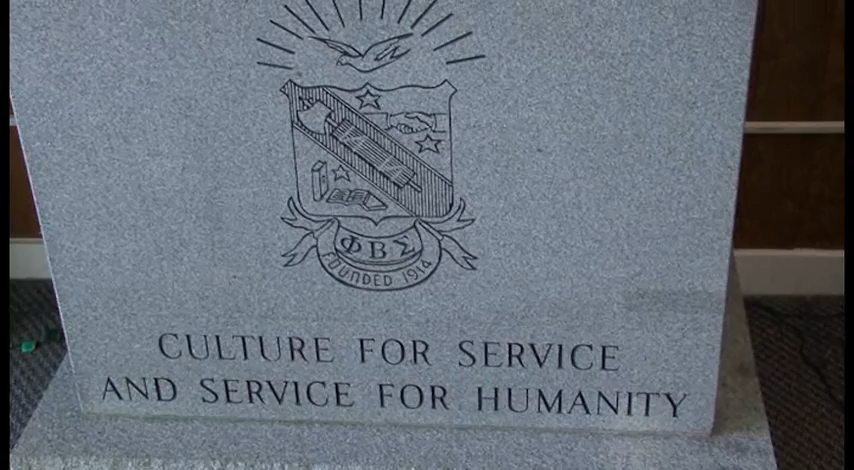 ΦΒΣ
FOUNDED 1914
CULTURE FOR SERVICE
AND SERVICE FOR HUMANITY